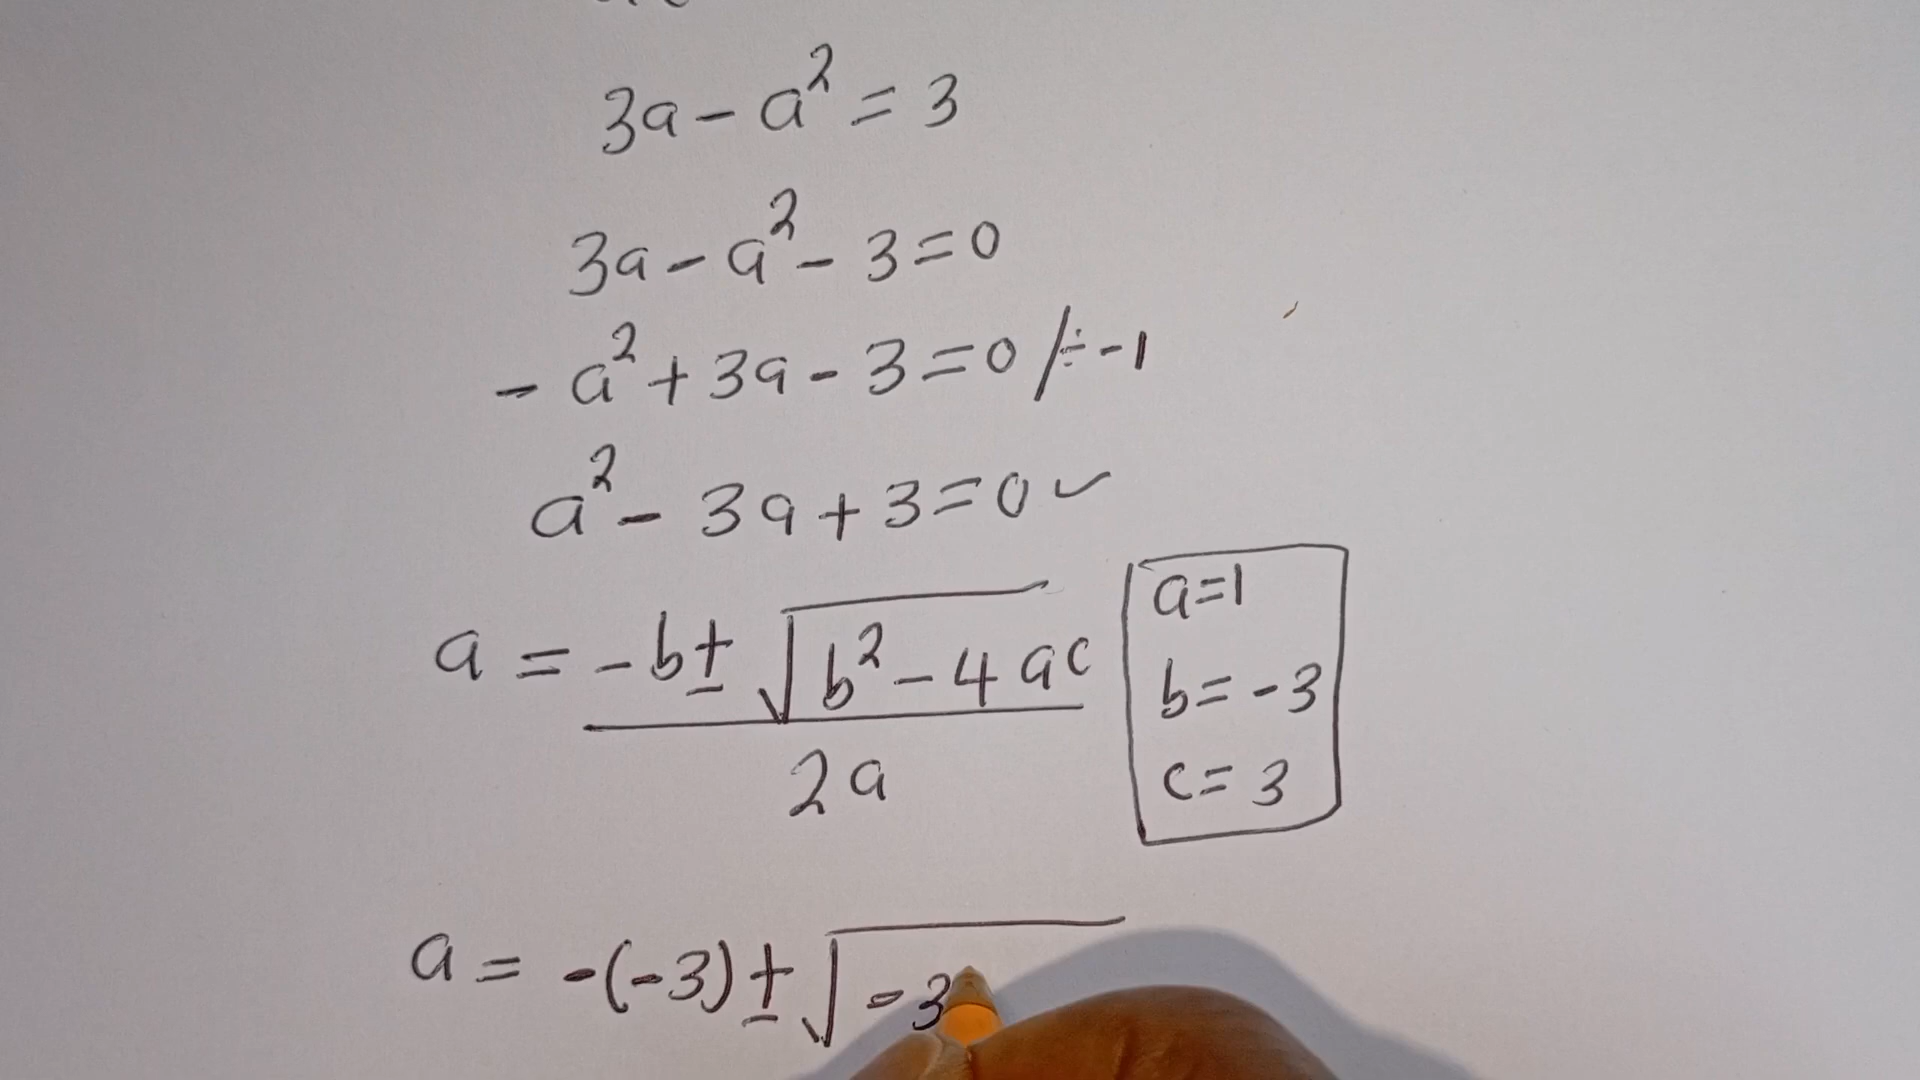 3a - a² = 3
3a - a² - 3 = 0
- a² + 3a - 3 = 0 / ÷ -1
a² - 3a + 3 = 0 ✓
a = -b ± √(b² - 4ac) / 2a
a = 1
b = -3
c = 3
a = -(-3) ± √-3